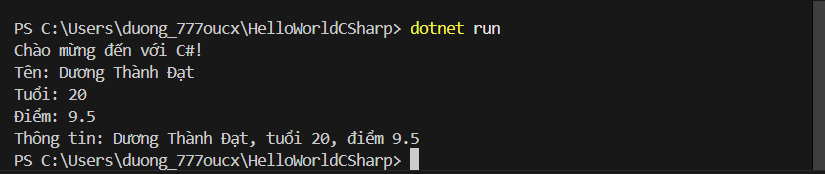 PS C:\Users\duong_777oucx\HelloWorldCSharp> dotnet run
Chào mừng đến với C#!
Tên: Dương Thành Đạt
Tuổi: 20
Điểm: 9.5
Thông tin: Dương Thành Đạt, tuổi 20, điểm 9.5
PS C:\Users\duong_777oucx\HelloWorldCSharp>